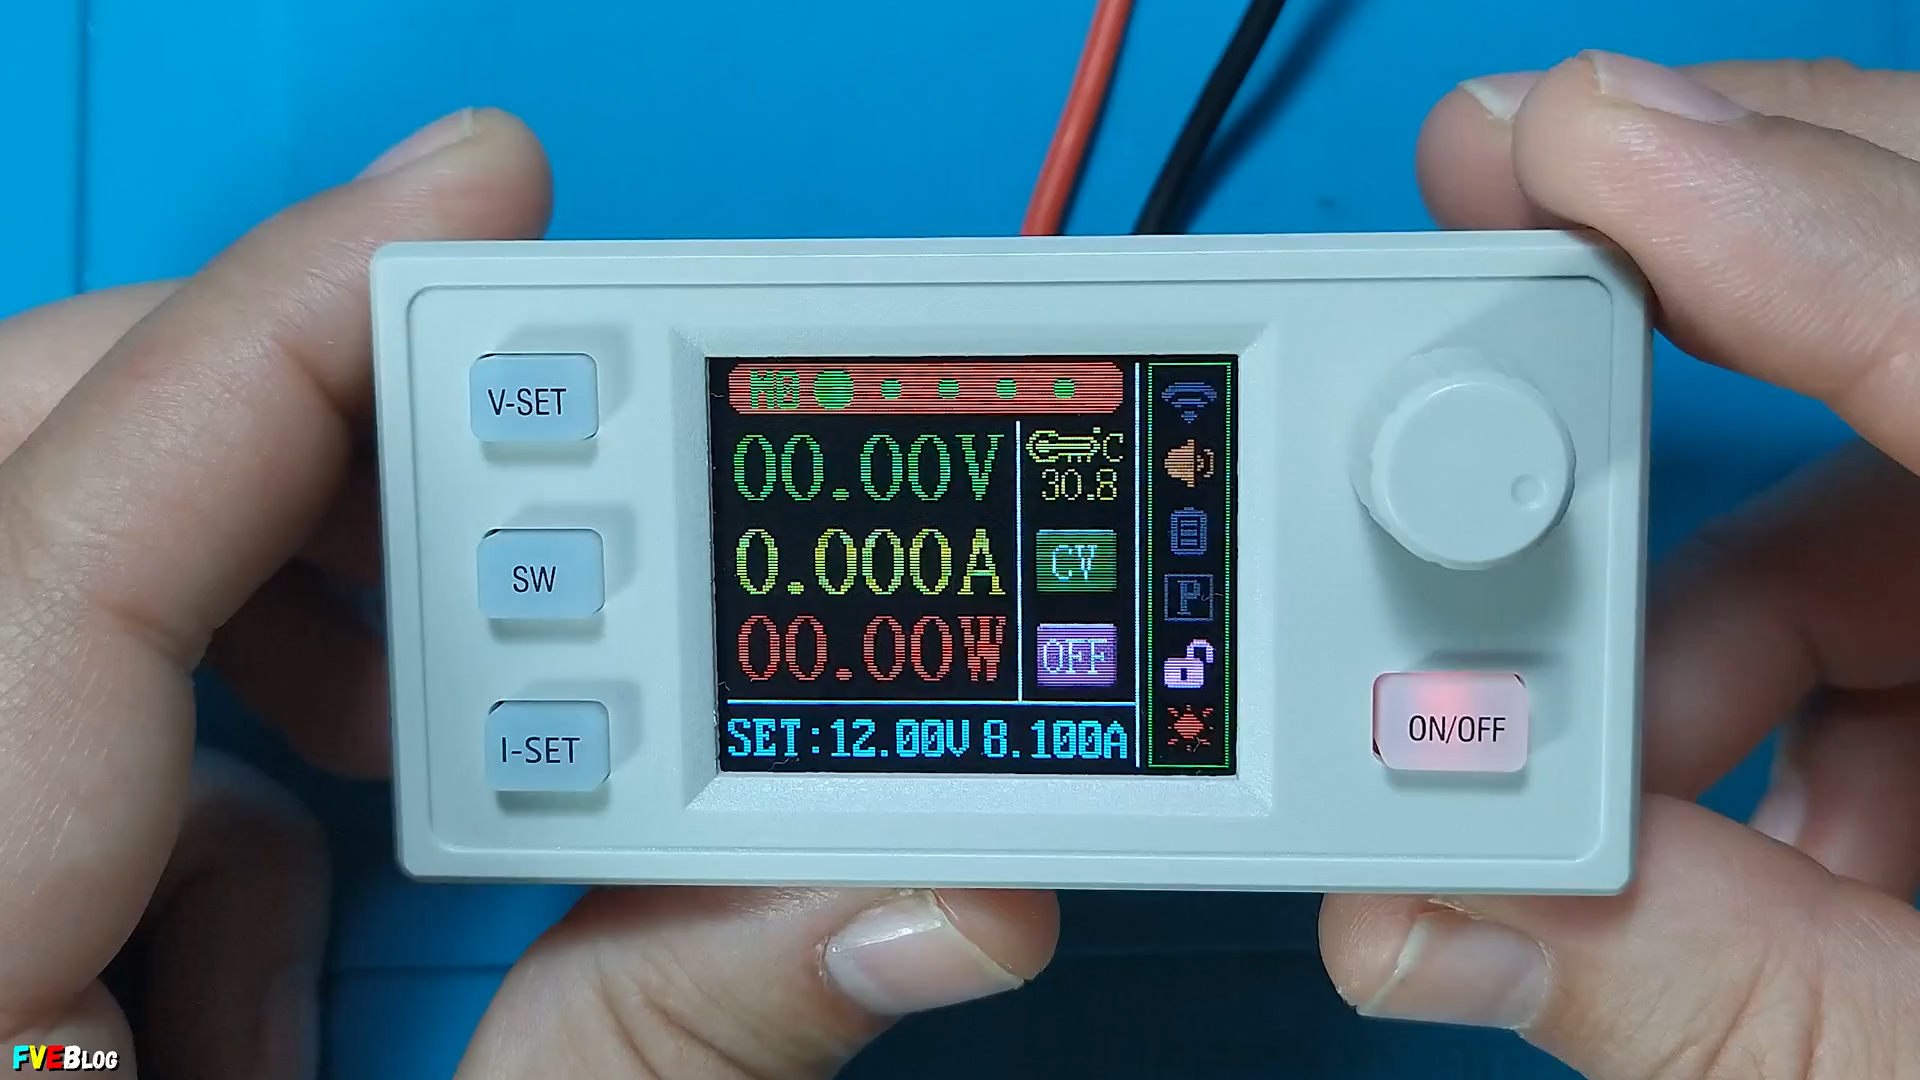 V-SET
SW
I-SET
M0
00.00V
0.000A
00.00W
C
30.8
CV
OFF
P
SET:12.00V 8.100A
ON/OFF
FVEBLOG